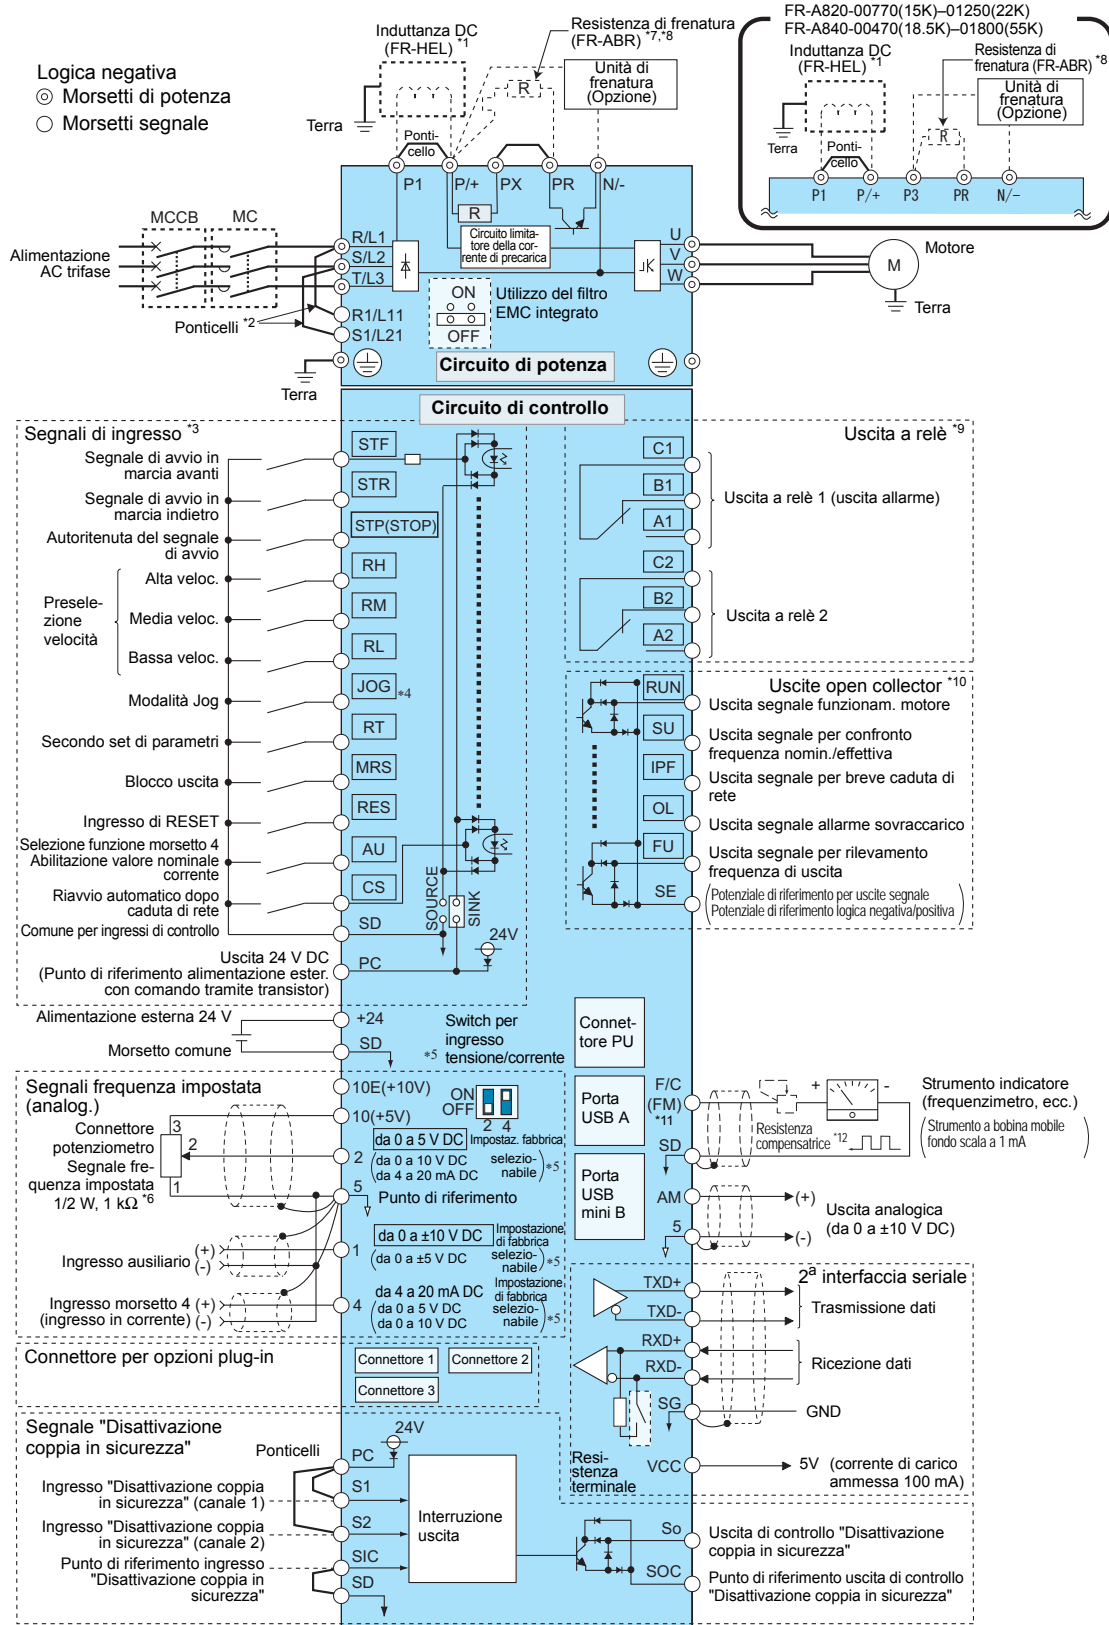 FR-A820-00770(15K)–01250(22K)
FR-A840-00470(18.5K)–01800(55K)
Induttanza DC
(FR-HEL) *1
Resistenza di
frenatura (FR-ABR) *8
Unità di
frenatura
(Opzione)
Terra
Ponti-
cello
R
P1
P/+
P3
PR
N/−
Induttanza DC
(FR-HEL) *1
Resistenza di frenatura
(FR-ABR) *7,*8
Unità di
frenatura
(Opzione)
R
Terra
Ponti-
cello
Logica negativa
Morsetti di potenza
Morsetti segnale
P1
P/+
PX
PR
N/-
R
Circuito limita-
tore della cor-
rente di precarica
MCCB
MC
Alimentazione
AC trifase
R/L1
S/L2
T/L3
R1/L11
S1/L21
Ponticelli *2
Terra
ON
OFF
Utilizzo del filtro
EMC integrato
U
V
W
Motore
M
Terra
Circuito di potenza
Circuito di controllo
Segnali di ingresso *3
Segnale di avvio in
marcia avanti
STF
Segnale di avvio in
marcia indietro
STR
Autoritenuta del segnale
di avvio
STP(STOP)
Presele-
zione
velocità
Alta veloc.
RH
Media veloc.
RM
Bassa veloc.
RL
Modalità Jog
JOG *4
Secondo set di parametri
RT
Blocco uscita
MRS
Ingresso di RESET
RES
Selezione funzione morsetto 4
Abilitazione valore nominale
corrente
AU
Riavvio automatico dopo
caduta di rete
CS
Comune per ingressi di controllo
SD
Uscita 24 V DC
(Punto di riferimento alimentazione ester.
con comando tramite transistor)
PC
SOURCE
SINK
24V
Uscita a relè *9
C1
B1
A1
Uscita a relè 1 (uscita allarme)
C2
B2
A2
Uscita a relè 2
Uscite open collector *10
RUN
Uscita segnale funzionam. motore
SU
Uscita segnale per confronto
frequenza nomin./effettiva
IPF
Uscita segnale per breve caduta di
rete
OL
Uscita segnale allarme sovraccarico
FU
Uscita segnale per rilevamento
frequenza di uscita
SE
(Potenziale di riferimento per uscite segnale
Potenziale di riferimento logica negativa/positiva)
Alimentazione esterna 24 V
+24
Morsetto comune
SD
Switch per
ingresso
*5 tensione/corrente
Connet-
tore PU
Segnali frequenza impostata
(analog.)
10E(+10V)
ON
OFF
2 4
10(+5V)
Connettore
potenziometro
Segnale fre-
quenza impostata
1/2 W, 1 kΩ *6
3
2
1
2
da 0 a 5 V DC
Impostaz. fabbrica
(da 0 a 10 V DC
da 4 a 20 mA DC
selezio-
nabile) *5
5
Punto di riferimento
Ingresso ausiliario (+)
(-)
1
da 0 a ±10 V DC
Impostazione
di fabbrica
(da 0 a ±5 V DC
selezio-
nabile) *5
Ingresso morsetto 4 (+)
(ingresso in corrente) (-)
4
da 4 a 20 mA DC
Impostazione
di fabbrica
(da 0 a 5 V DC
da 0 a 10 V DC
selezio-
nabile) *5
Porta
USB A
Porta
USB
mini B
F/C
(FM)
*11
SD
+
-
Resistenza
compensatrice *12
Strumento indicatore
(frequenzimetro, ecc.)
(Strumento a bobina mobile
fondo scala a 1 mA)
AM
5
(+)
(-)
Uscita analogica
(da 0 a ±10 V DC)
2a interfaccia seriale
TXD+
TXD-
Trasmissione dati
RXD+
RXD-
Ricezione dati
SG
GND
Resi-
stenza
terminale
VCC
5V (corrente di carico
ammessa 100 mA)
Connettore per opzioni plug-in
Connettore 1
Connettore 2
Connettore 3
Segnale "Disattivazione
coppia in sicurezza"
24V
Ponticelli
PC
Ingresso "Disattivazione coppia
in sicurezza" (canale 1)
S1
Ingresso "Disattivazione coppia
in sicurezza" (canale 2)
S2
Punto di riferimento ingresso
"Disattivazione coppia in
sicurezza"
SIC
SD
Interruzione
uscita
So
Uscita di controllo "Disattivazione
coppia in sicurezza"
SOC
Punto di riferimento uscita di controllo
"Disattivazione coppia in sicurezza"